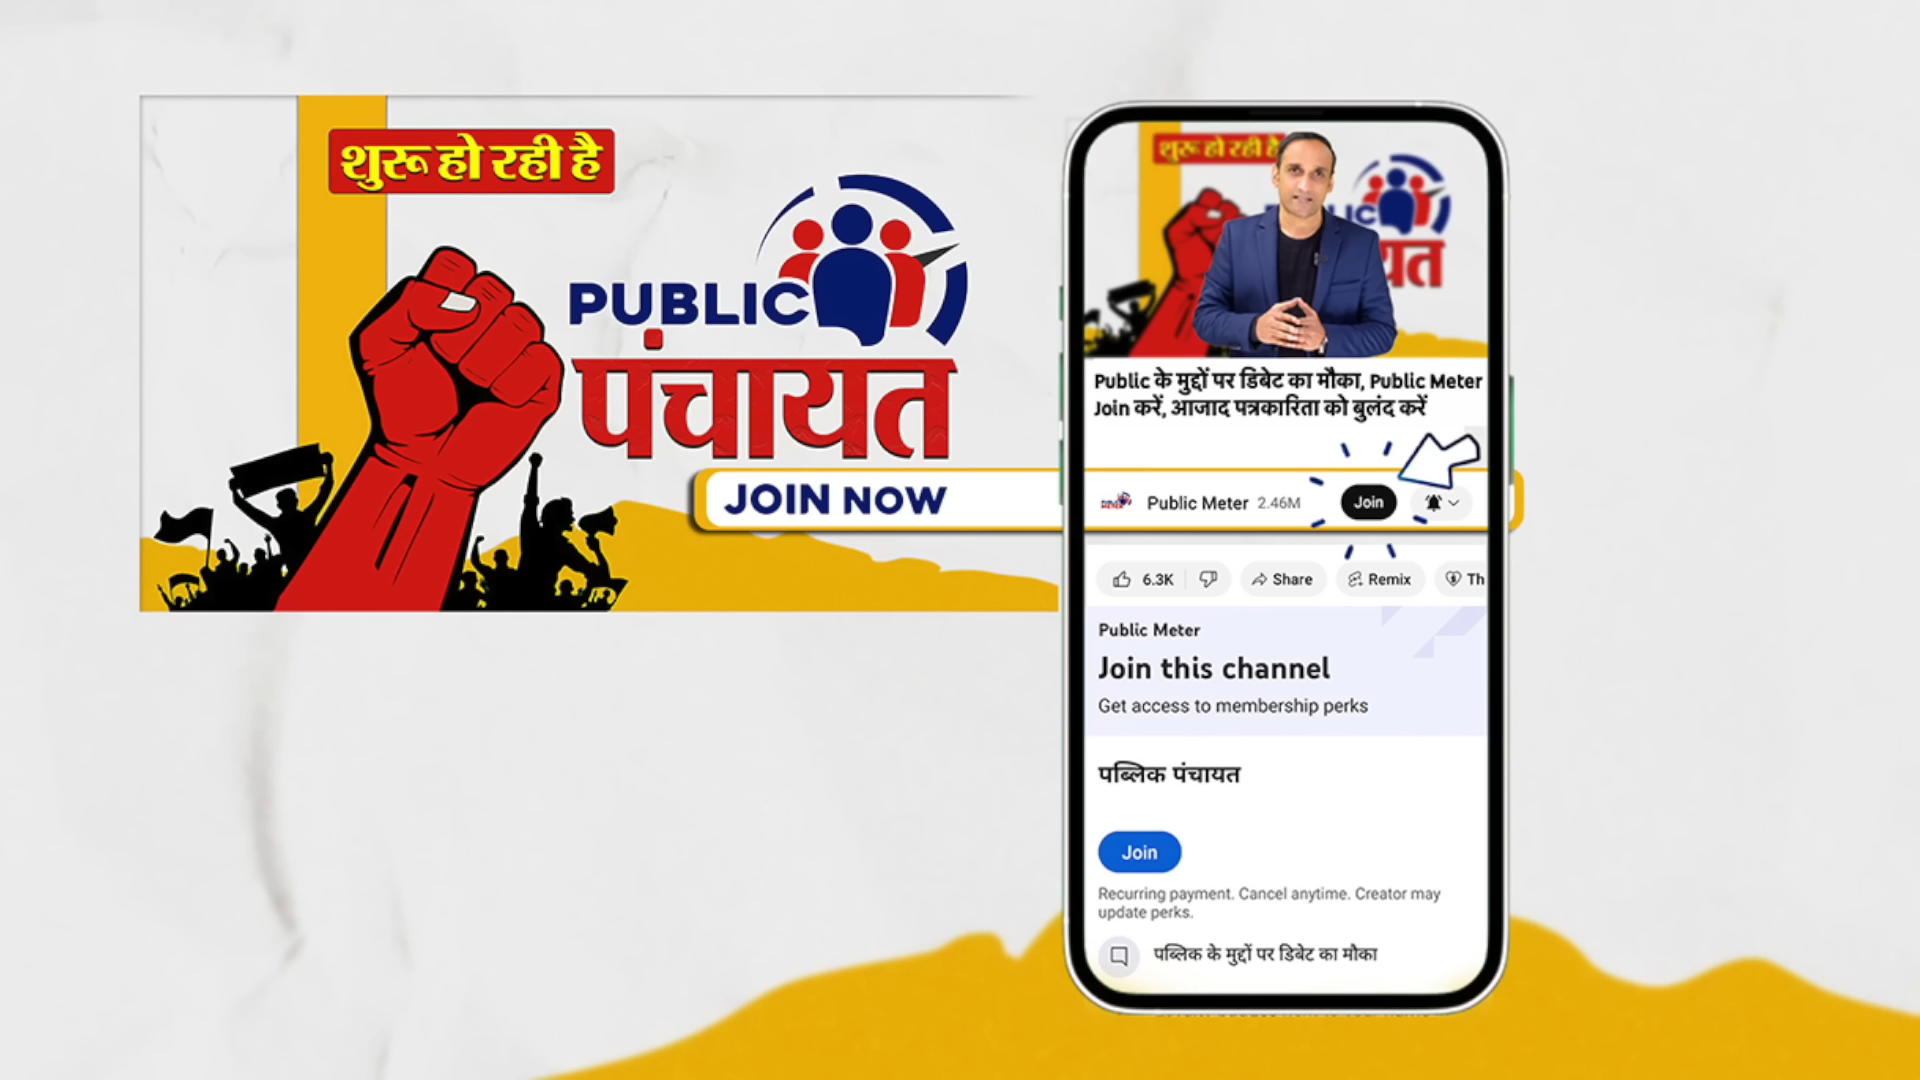 शुरू हो रही है
PUBLIC
पंचायत
JOIN NOW
शुरू हो रही है
Public के मुद्दों पर डिबेट का मौका, Public Meter
Join करें, आजाद पत्रकारिता को बुलंद करें
Public Meter 2.46M Join
6.3K Share Remix Th
Public Meter
Join this channel
Get access to membership perks
पब्लिक पंचायत
Join
Recurring payment. Cancel anytime. Creator may
update perks.
पब्लिक के मुद्दों पर डिबेट का मौका